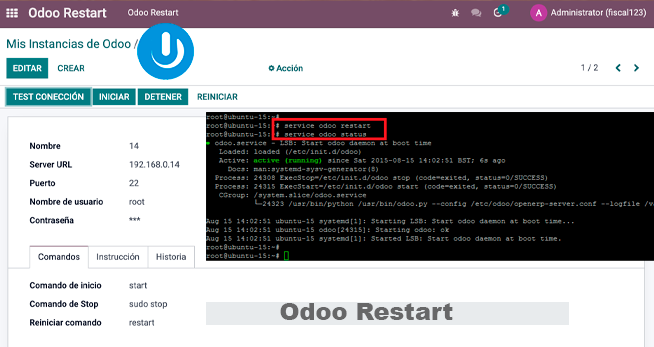 Odoo Restart Odoo Restart 1 A Administrator (fiscal123)
Mis Instancias de Odoo /
EDITAR CREAR Acción 1 / 2
TEST CONECCIÓN INICIAR DETENER REINICIAR
Nombre 14
Server URL 192.168.0.14
Puerto 22
Nombre de usuario root
Contraseña ***
root@ubuntu-15:~#
root@ubuntu-15:~# service odoo restart
root@ubuntu-15:~# service odoo status
● odoo.service - LSB: Start odoo daemon at boot time
Loaded: loaded (/etc/init.d/odoo)
Active: active (running) since Sat 2015-08-15 14:02:51 BST; 6s ago
Docs: man:systemd-sysv-generator(8)
Process: 24308 ExecStop=/etc/init.d/odoo stop (code=exited, status=0/SUCCESS)
Process: 24315 ExecStart=/etc/init.d/odoo start (code=exited, status=0/SUCCESS)
CGroup: /system.slice/odoo.service
└─24323 /usr/bin/python /usr/bin/odoo.py --config /etc/odoo/openerp-server.conf --logfile /va
Aug 15 14:02:51 ubuntu-15 systemd[1]: Starting LSB: Start odoo daemon at boot time...
Aug 15 14:02:51 ubuntu-15 odoo[24315]: Starting odoo: ok
Aug 15 14:02:51 ubuntu-15 systemd[1]: Started LSB: Start odoo daemon at boot time.
root@ubuntu-15:~#
root@ubuntu-15:~#
Comandos Instrucción Historia
Comando de inicio start
Comando de Stop sudo stop
Reiniciar comando restart
Odoo Restart